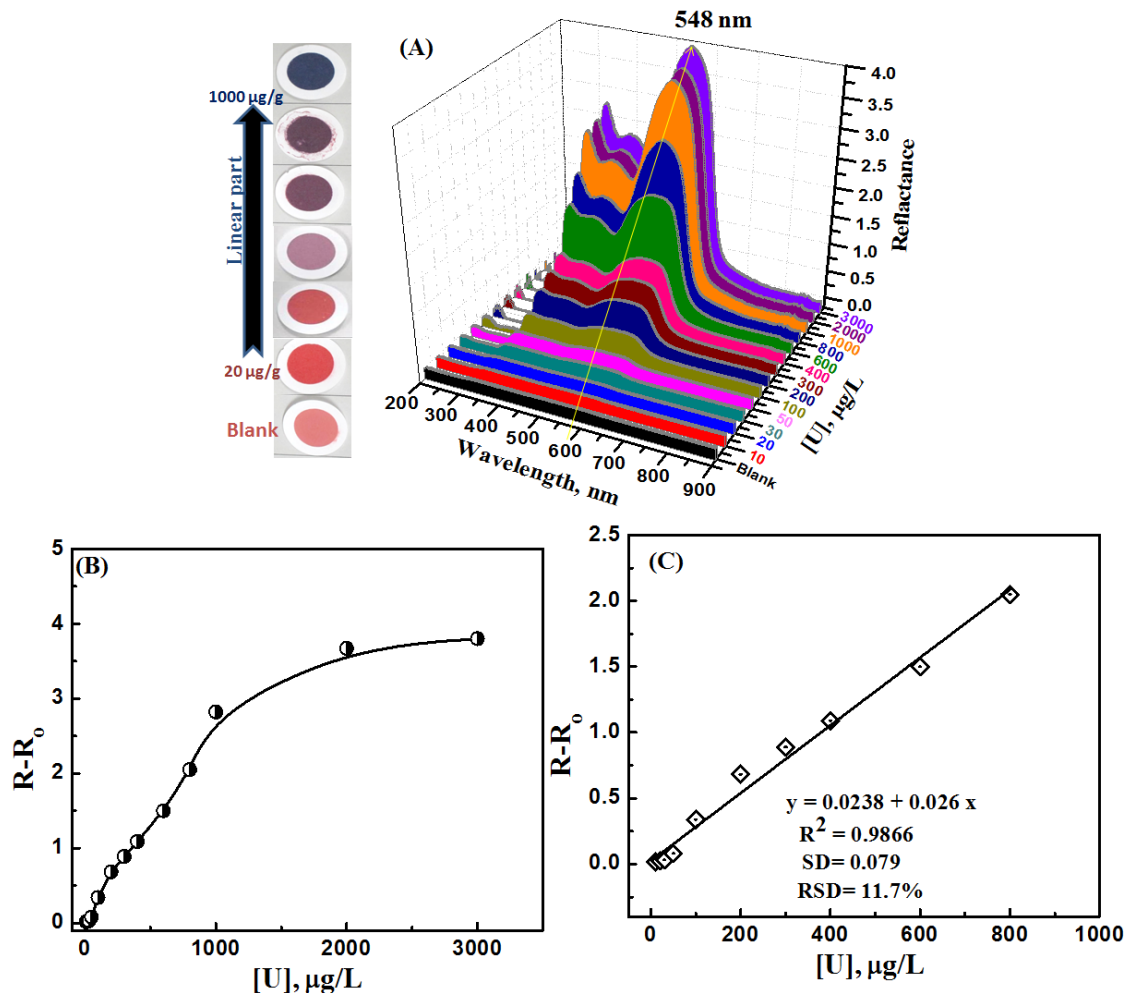 1000 µg/g
Linear part
20 µg/g
Blank
(A)
548 nm
4.0
3.5
3.0
2.5
2.0
1.5
1.0
0.5
0.0
Reflactance
200
300
400
500
600
700
800
900
Wavelength, nm
3000
2000
1000
800
600
400
300
200
100
50
30
20
10
Blank
[U], µg/L
(B)
5
4
3
2
1
0
R-Ro
0 1000 2000 3000
[U], µg/L
(C)
2.5
2.0
1.5
1.0
0.5
0.0
R-Ro
y = 0.0238 + 0.026 x
R2 = 0.9866
SD= 0.079
RSD= 11.7%
0 200 400 600 800 1000
[U], µg/L